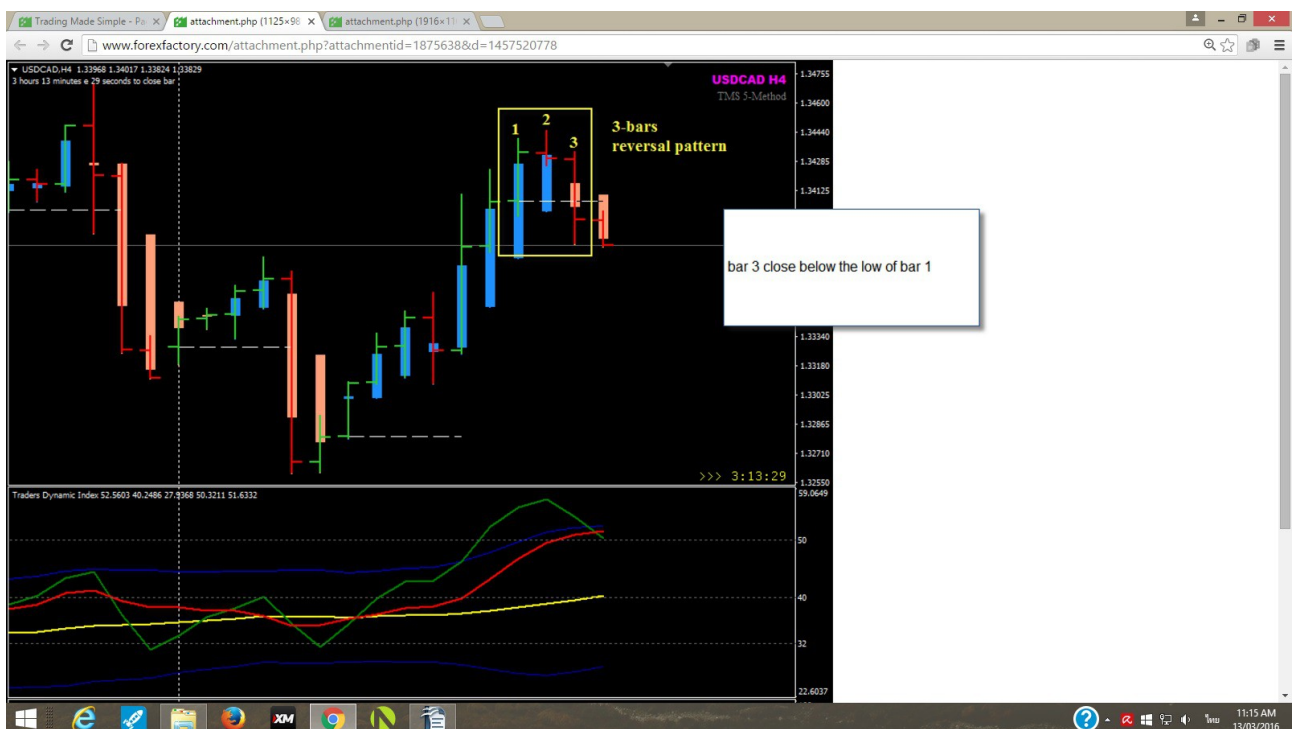 Trading Made Simple - Pa
attachment.php (1125×98
attachment.php (1916×11
www.forexfactory.com/attachment.php?attachmentid=1875638&d=1457520778
USDCAD,H4 1.33968 1.34017 1.33824 1.33829
3 hours 13 minutes e 29 seconds to close bar
USDCAD H4
TMS 5-Method
1
2
3
3-bars
reversal pattern
bar 3 close below the low of bar 1
1.34755
1.34600
1.34440
1.34285
1.34125
1.33340
1.33180
1.33025
1.32865
1.32710
1.32550
>>> 3:13:29
Traders Dynamic Index 52.5603 40.2486 27.9368 50.3211 51.6332
59.0649
50
40
32
22.6037
XM
N
?
ไทย
11:15 AM
13/03/2016